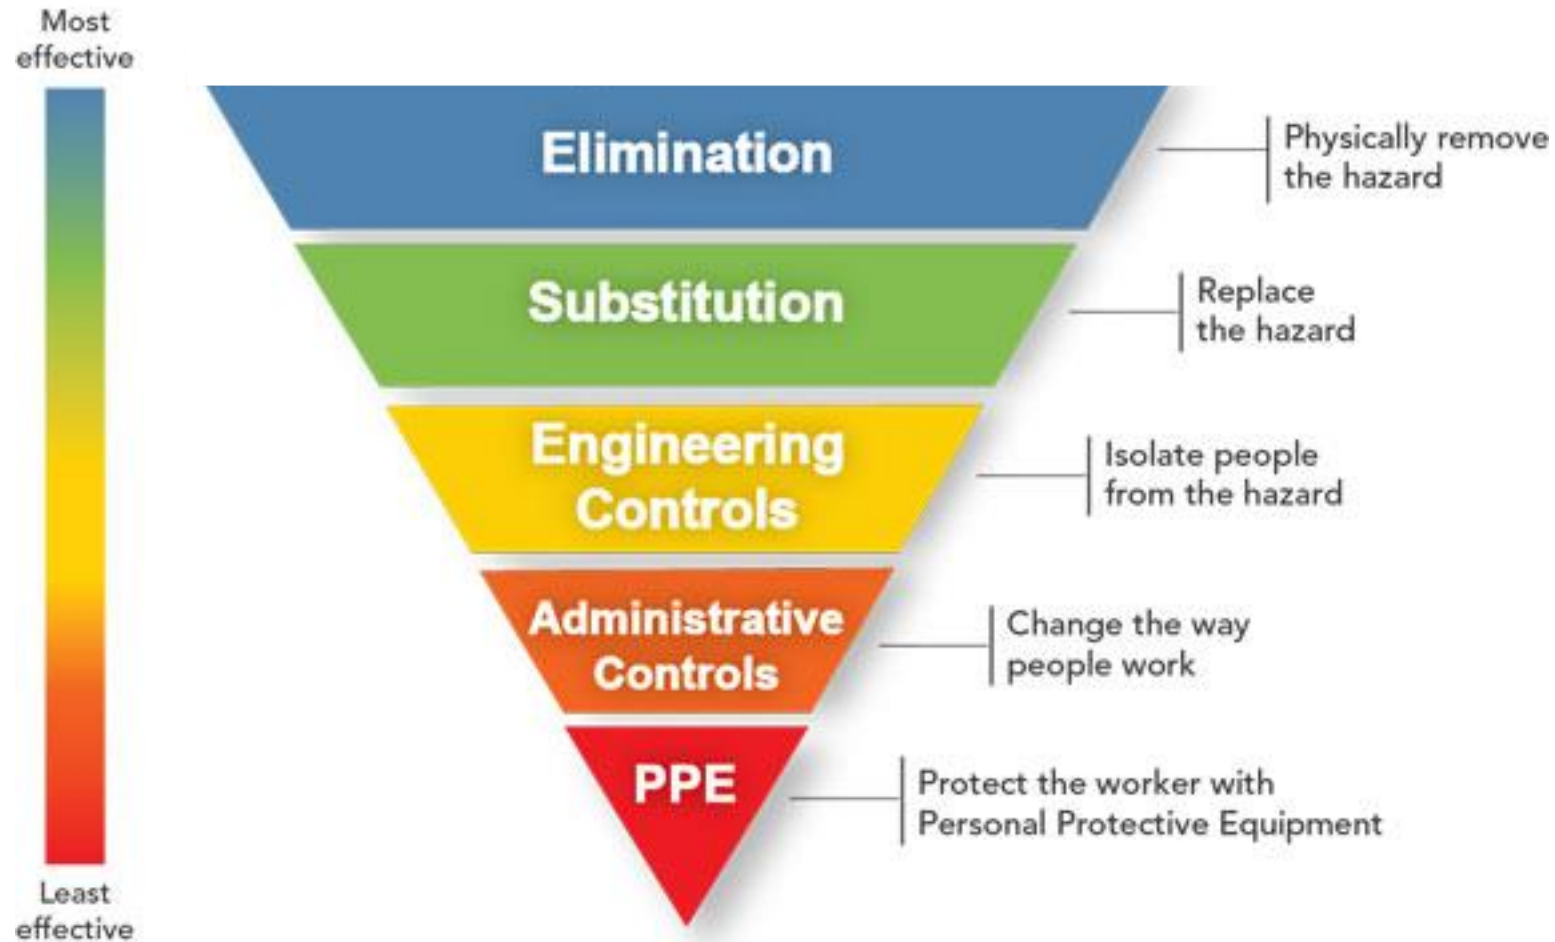 Most
effective
Elimination
Physically remove
the hazard
Substitution
Replace
the hazard
Engineering
Controls
Isolate people
from the hazard
Administrative
Controls
Change the way
people work
PPE
Protect the worker with
Personal Protective Equipment
Least
effective